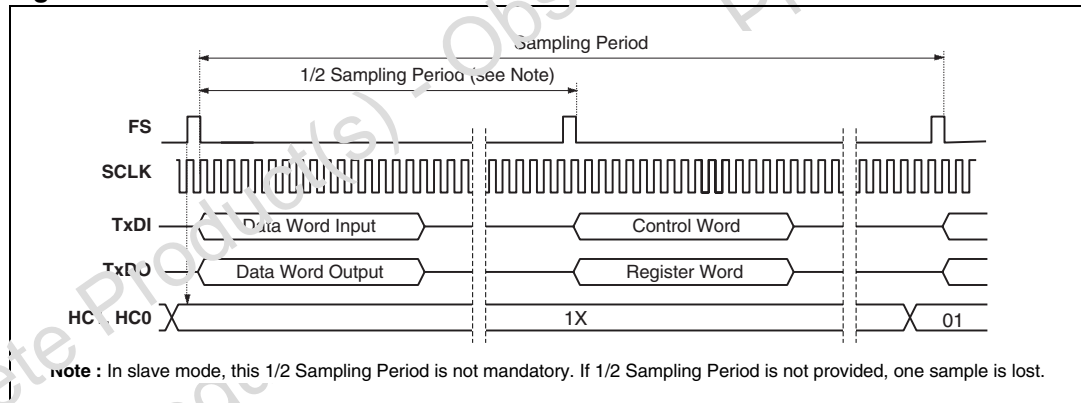 Sampling Period
1/2 Sampling Period (see Note)
FS
SCLK
TxDI
Data Word Input
Control Word
TxDO
Data Word Output
Register Word
HC1, HC0
1X
01
Note : In slave mode, this 1/2 Sampling Period is not mandatory. If 1/2 Sampling Period is not provided, one sample is lost.
Product(s) - Obs